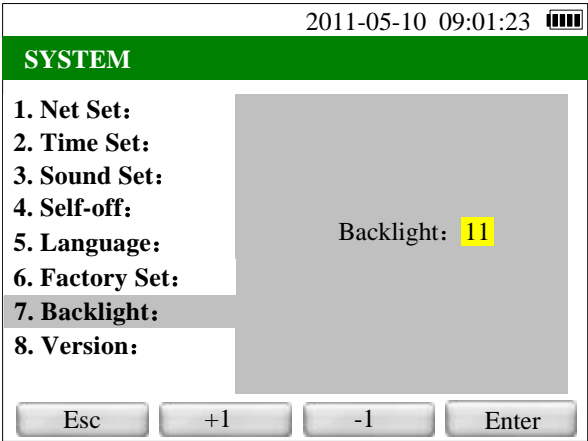 2011-05-10 09:01:23
SYSTEM
1. Net Set：
2. Time Set：
3. Sound Set：
4. Self-off：
5. Language：
6. Factory Set：
7. Backlight：
8. Version：
Backlight：11
Esc +1 -1 Enter